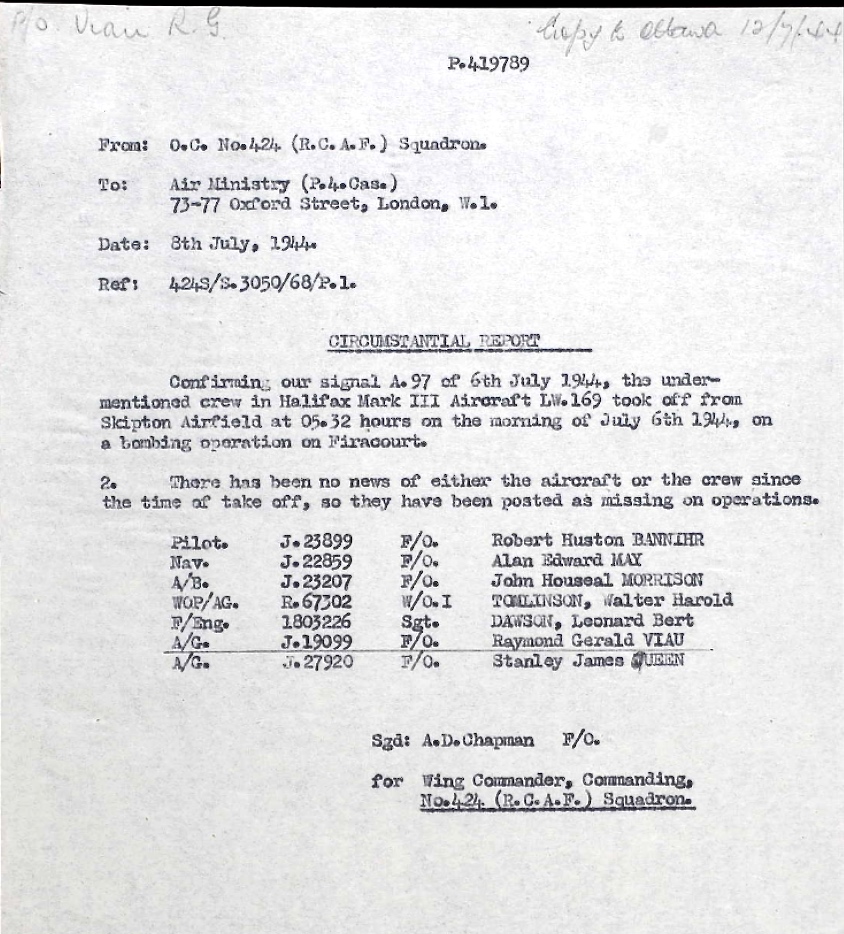 P/O. Viau R.G.
Copy to Ottawa 12/7/44
P.419789
From: O.C. No.424 (R.C.A.F.) Squadron.
To: Air Ministry (P.4.Cas.)
73-77 Oxford Street, London, W.1.
Date: 8th July, 1944.
Ref: 424S/S.3050/68/P.1.
CIRCUMSTANTIAL REPORT
Confirming our signal A.97 of 6th July 1944, the under-
mentioned crew in Halifax Mark III Aircraft LW.169 took off from
Skipton Airfield at 05.32 hours on the morning of July 6th 1944, on
a bombing operation on Firacourt.
2. There has been no news of either the aircraft or the crew since
the time of take off, so they have been posted as missing on operations.
Pilot. J.23899 F/O. Robert Huston BANNIHR
Nav. J.22859 F/O. Alan Edward MAY
A/B. J.23207 F/O. John Houseal MORRISON
WOP/AG. R.67302 W/O.I TOMLINSON, Walter Harold
F/Eng. 1803226 Sgt. DAWSON, Leonard Bert
A/G. J.19099 F/O. Raymond Gerald VIAU
A/G. J.27920 F/O. Stanley James QUEEN
Sgd: A.D.Chapman F/O.
for Wing Commander, Commanding,
No.424 (R.C.A.F.) Squadron.